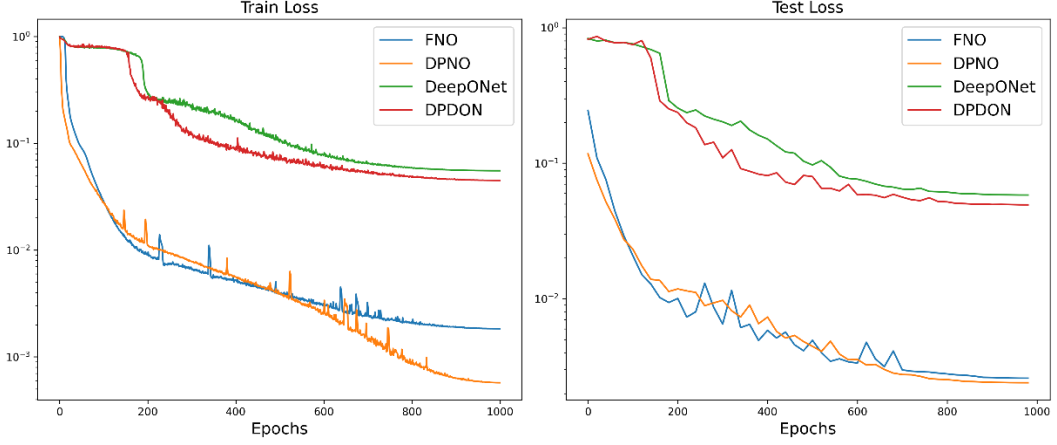 Train Loss
10⁰
10⁻¹
10⁻²
10⁻³
0
200
400
600
800
1000
Epochs
FNO
DPNO
DeepONet
DPDON
Test Loss
10⁰
10⁻¹
10⁻²
0
200
400
600
800
1000
Epochs
FNO
DPNO
DeepONet
DPDON